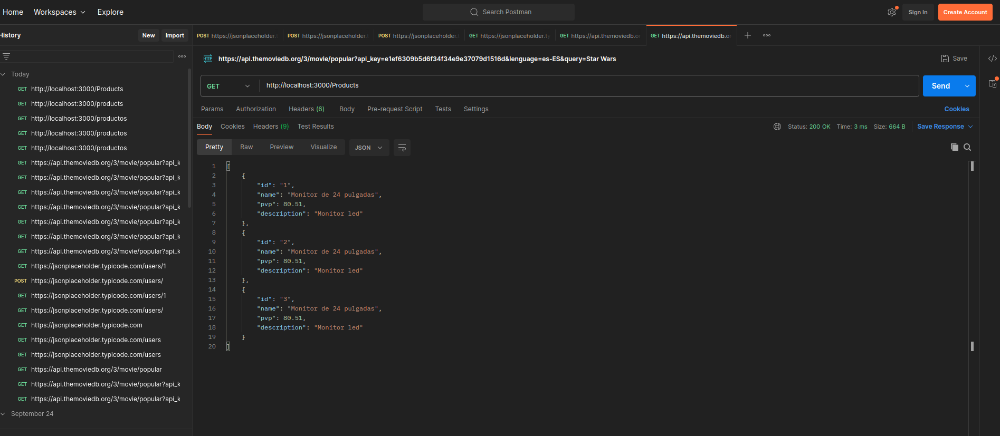 Home Workspaces Explore Search Postman Sign In Create Account
History New Import
POST https://jsonplaceholder. POST https://jsonplaceholder. POST https://jsonplaceholder. GET https://jsonplaceholder.ty GET https://api.themoviedb.or GET https://api.themoviedb.or
HTTP https://api.themoviedb.org/3/movie/popular?api_key=e1ef6309b5d6f34f34e9e37079d1516d&lenguage=es-ES&query=Star Wars Save
Today
GET http://localhost:3000/Products
GET http://localhost:3000/products
GET http://localhost:3000/productos
GET http://localhost:3000/productos
GET http://localhost:3000/productos
GET https://api.themoviedb.org/3/movie/popular?api_k
GET https://api.themoviedb.org/3/movie/popular?api_k
GET https://api.themoviedb.org/3/movie/popular?api_k
GET https://api.themoviedb.org/3/movie/popular?api_k
GET https://api.themoviedb.org/3/movie/popular?api_k
GET https://api.themoviedb.org/3/movie/popular?api_k
GET https://api.themoviedb.org/3/movie/popular?api_k
GET https://jsonplaceholder.typicode.com/users/1
POST https://jsonplaceholder.typicode.com/users/
GET https://jsonplaceholder.typicode.com/users/1
GET https://jsonplaceholder.typicode.com/users/
GET https://jsonplaceholder.typicode.com
GET https://jsonplaceholder.typicode.com/users
GET https://jsonplaceholder.typicode.com/users
GET https://api.themoviedb.org/3/movie/popular
GET https://api.themoviedb.org/3/movie/popular?api_k
GET https://api.themoviedb.org/3/movie/popular?api_k
September 24
GET http://localhost:3000/Products Send
Params Authorization Headers (6) Body Pre-request Script Tests Settings Cookies
Body Cookies Headers (9) Test Results Status: 200 OK Time: 3 ms Size: 664 B Save Response
Pretty Raw Preview Visualize JSON
1 [
2 {
3 "id": "1",
4 "name": "Monitor de 24 pulgadas",
5 "pvp": 80.51,
6 "description": "Monitor led"
7 },
8 {
9 "id": "2",
10 "name": "Monitor de 24 pulgadas",
11 "pvp": 80.51,
12 "description": "Monitor led"
13 },
14 {
15 "id": "3",
16 "name": "Monitor de 24 pulgadas",
17 "pvp": 80.51,
18 "description": "Monitor led"
19 }
20 ]